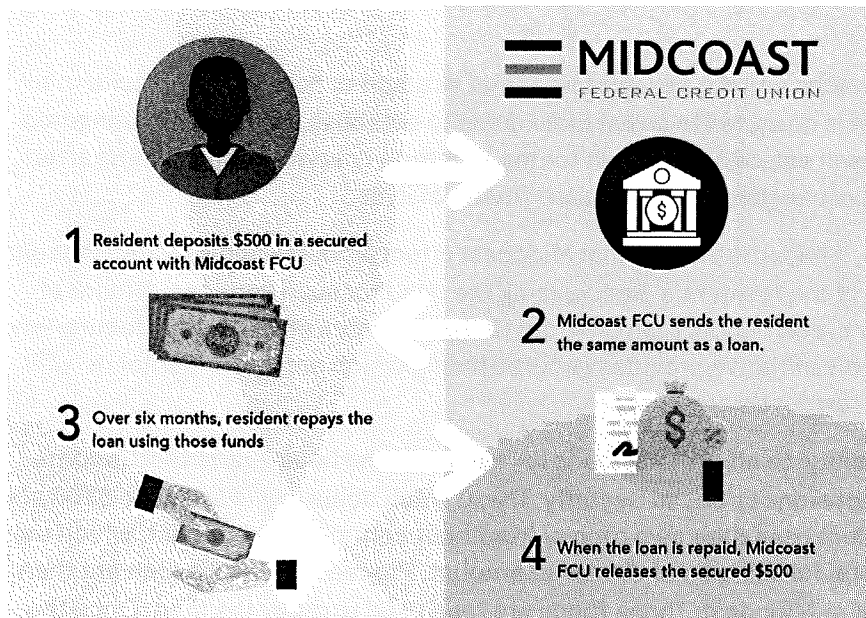 MIDCOAST
FEDERAL CREDIT UNION
1 Resident deposits $500 in a secured
account with Midcoast FCU
2 Midcoast FCU sends the resident
the same amount as a loan.
3 Over six months, resident repays the
loan using those funds
4 When the loan is repaid, Midcoast
FCU releases the secured $500
$
$